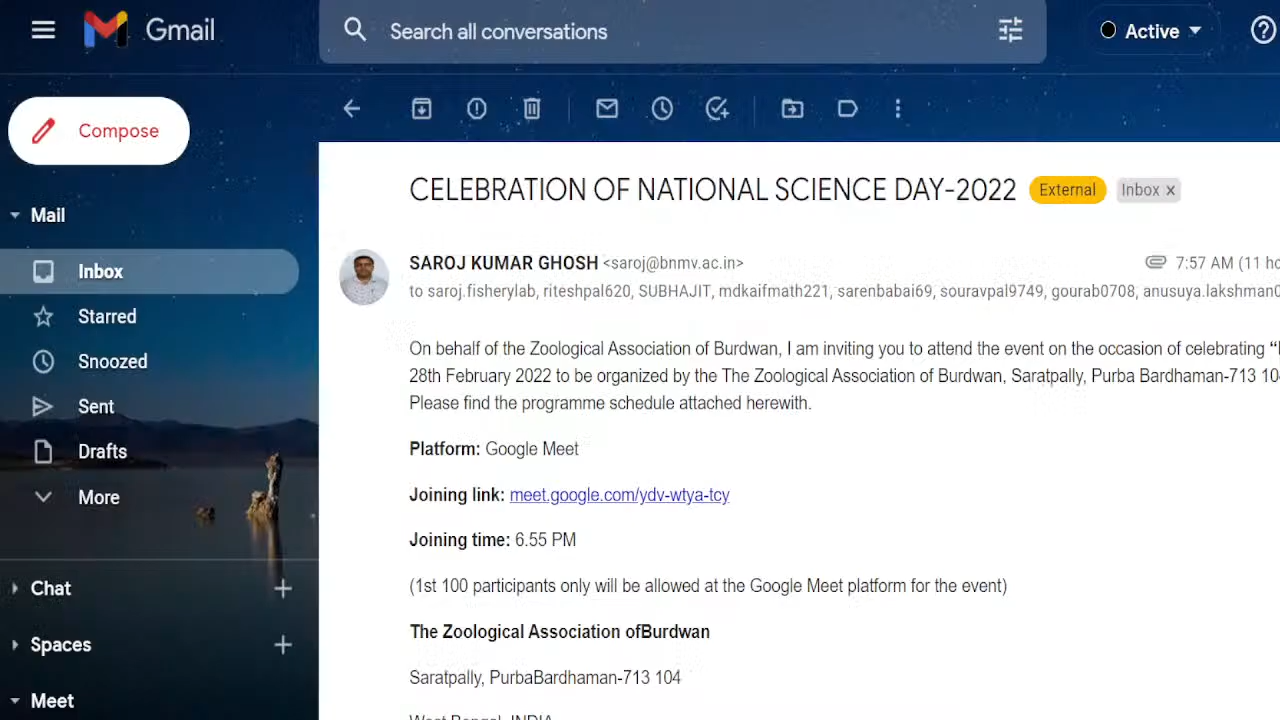 Gmail
Search all conversations
Active
Compose
CELEBRATION OF NATIONAL SCIENCE DAY-2022 External Inbox x
Mail
Inbox
SAROJ KUMAR GHOSH <saroj@bnmv.ac.in> 7:57 AM (11
to saroj.fisherylab, riteshpal620, SUBHAJIT, mdkaifmath221, sarenbabai69, souravpal9749, gourab0708,
Starred
Snoozed
Sent
Drafts
More
On behalf of the Zoological Association of Burdwan, I am inviting you to attend the event on the occasion of celebrating
28th February 2022 to be organized by the The Zoological Association of Burdwan, Saratpally, Purba Bardhaman-713
Please find the programme schedule attached herewith.
Platform: Google Meet
Joining link: meet.google.com/ydv-wtya-tcy
Joining time: 6.55 PM
(1st 100 participants only will be allowed at the Google Meet platform for the event)
The Zoological Association ofBurdwan
Saratpally, PurbaBardhaman-713 104
West Bengal, INDIA
Chat
Spaces
Meet